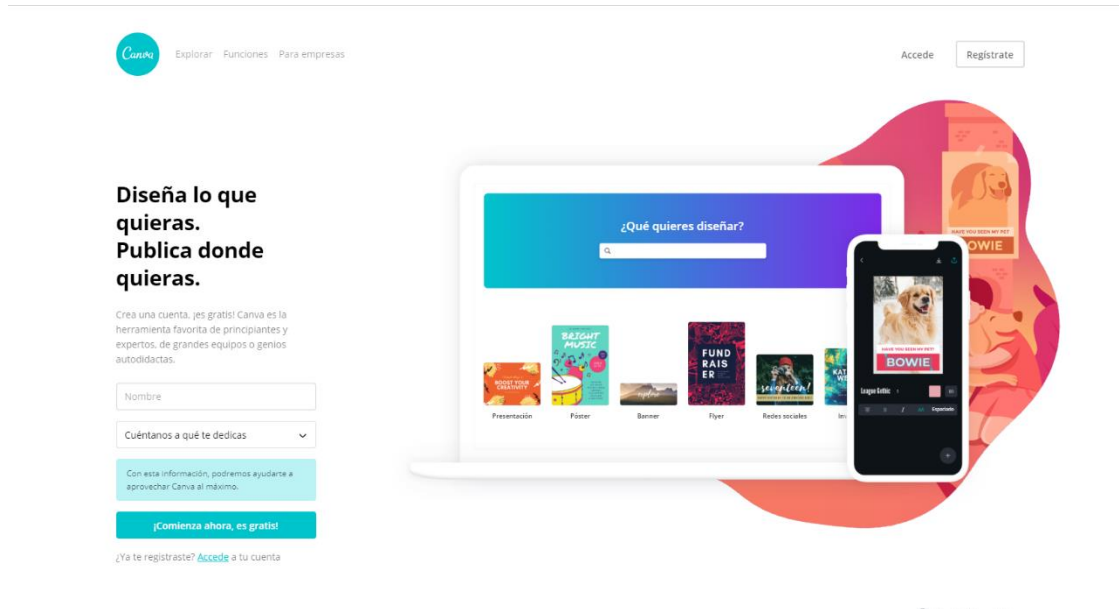 Canva
Explorar Funciones Para empresas
Accede
Regístrate
Diseña lo que
quieras.
Publica donde
quieras.
Crea una cuenta, ¡es gratis! Canva es la
herramienta favorita de principiantes y
expertos, de grandes equipos o genios
autodidactas.
Nombre
Cuéntanos a qué te dedicas
Con esta información, podremos ayudarte a
aprovechar Canva al máximo.
¡Comienza ahora, es gratis!
¿Ya te registraste? Accede a tu cuenta
¿Qué quieres diseñar?
BOOST YOUR
CREATIVITY
BRIGHT
MUSIC
explore
FUND
RAIS
ER
seventeen!
KAT
WE
Presentación
Póster
Banner
Flyer
Redes sociales
HAVE YOU SEEN MY PET
BOWIE
HAVE YOU SEEN MY PET?
BOWIE
League Gothic
Espaciado